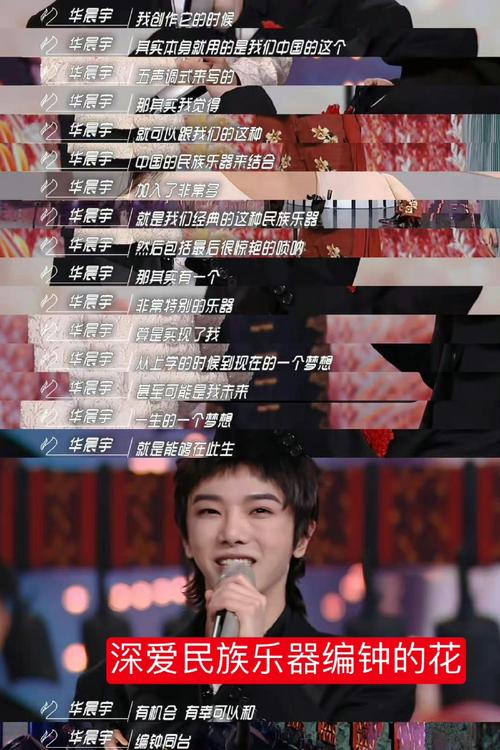 华晨宇 我创作它的时候
华晨宇 其实本身就用的是我们中国的这个
华晨宇 五声调式来写的
华晨宇 那其实我觉得
华晨宇 就可以跟我们的这种
华晨宇 中国的民族乐器来结合
华晨宇 加入了非常多
华晨宇 就是我们经典的这种民族乐器
华晨宇 然后包括最后很惊艳的唢呐
华晨宇 那其实有一个
华晨宇 非常特别的乐器
华晨宇 算是实现了我
华晨宇 从上学的时候到现在的一个梦想
华晨宇 甚至可能是我未来
华晨宇 一生的一个梦想
华晨宇 就是能够在此生
深爱民族乐器编钟的花
华晨宇 有机会 有幸可以和
华晨宇 编钟同台